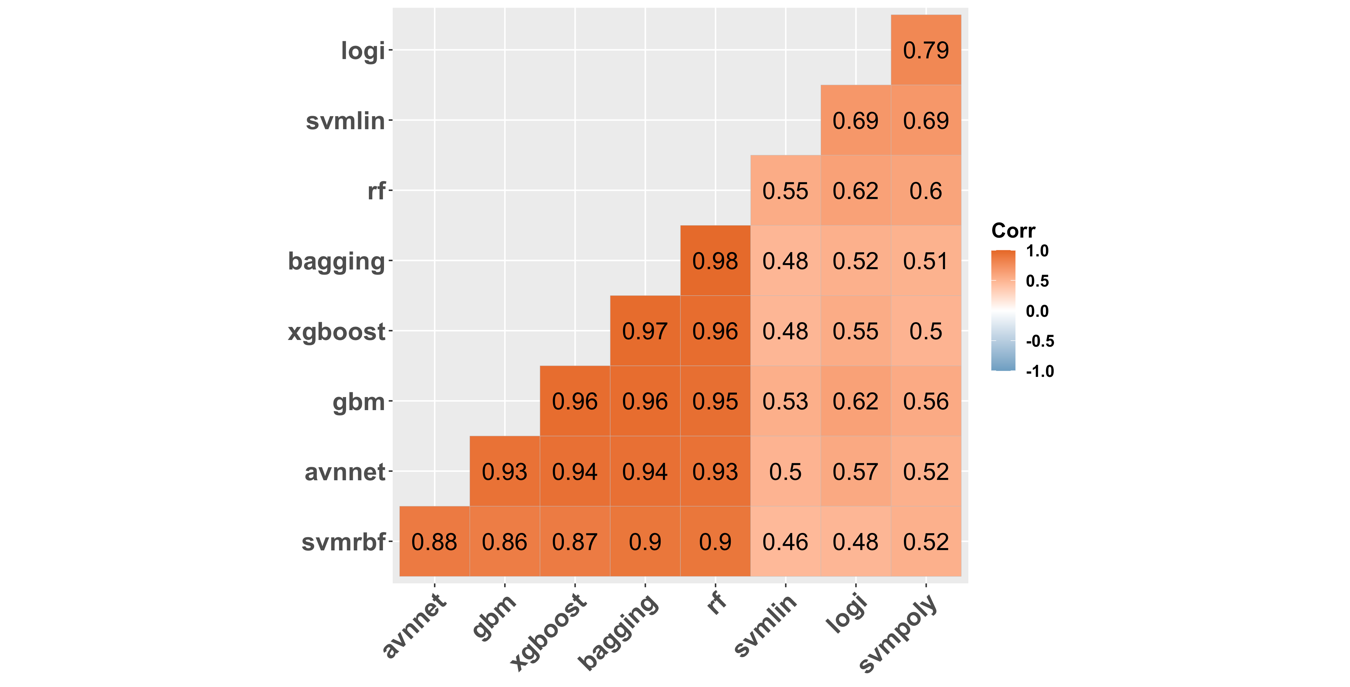 logi 0.79
svmlin 0.69 0.69
rf 0.55 0.62 0.6
bagging 0.98 0.48 0.52 0.51
xgboost 0.97 0.96 0.48 0.55 0.5
gbm 0.96 0.96 0.95 0.53 0.62 0.56
avnnet 0.93 0.94 0.94 0.93 0.5 0.57 0.52
svmrbf 0.88 0.86 0.87 0.9 0.9 0.46 0.48 0.52
avnnet gbm xgboost bagging rf svmlin logi svmpoly
Corr
1.0
0.5
0.0
-0.5
-1.0